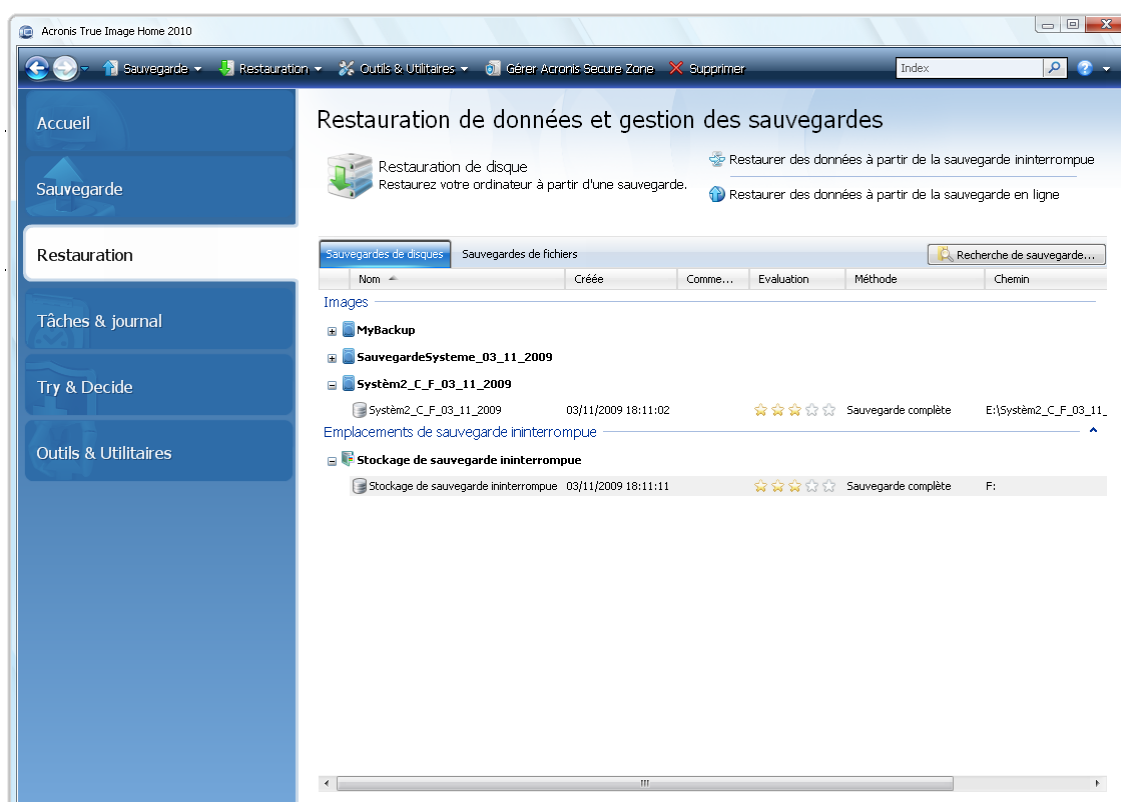 Acronis True Image Home 2010
Sauvegarde Restauration Outils & Utilitaires Gérer Acronis Secure Zone Supprimer Index
Accueil
Sauvegarde
Restauration
Tâches & journal
Try & Decide
Outils & Utilitaires
Restauration de données et gestion des sauvegardes
Restauration de disque
Restaurez votre ordinateur à partir d'une sauvegarde.
Restaurer des données à partir de la sauvegarde ininterrompue
Restaurer des données à partir de la sauvegarde en ligne
Sauvegardes de disques Sauvegardes de fichiers Recherche de sauvegarde...
Nom Créée Comme... Evaluation Méthode Chemin
Images
MyBackup
SauvegardeSysteme_03_11_2009
Systèm2_C_F_03_11_2009
Systèm2_C_F_03_11_2009 03/11/2009 18:11:02 Sauvegarde complète E:\Systèm2_C_F_03_11_
Emplacements de sauvegarde ininterrompue
Stockage de sauvegarde ininterrompue
Stockage de sauvegarde ininterrompue 03/11/2009 18:11:11 Sauvegarde complète F: